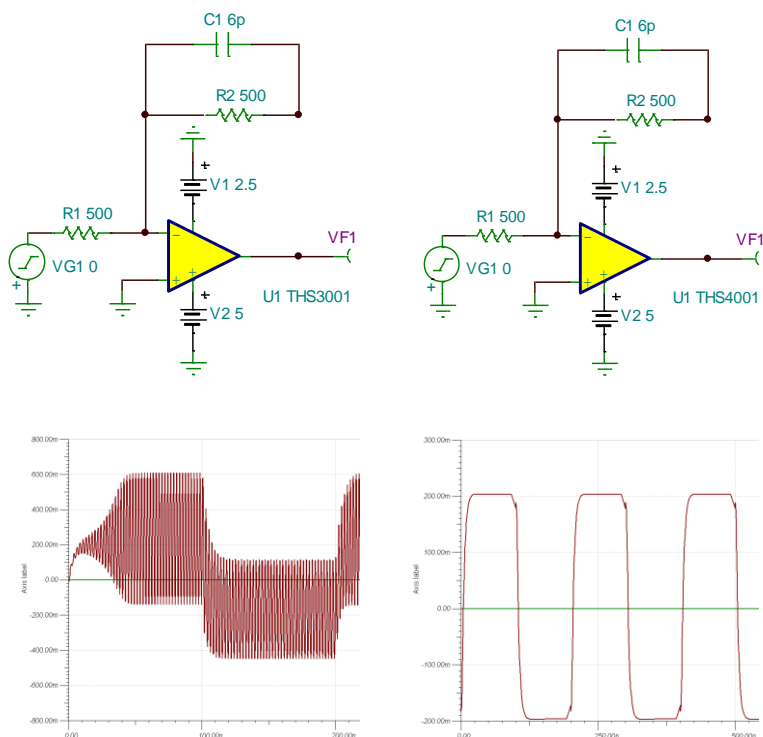 C1 6p
R2 500
V1 2.5
R1 500
VF1
VG1 0
U1 THS3001
V2 5
C1 6p
R2 500
V1 2.5
R1 500
VF1
VG1 0
U1 THS4001
V2 5
800.00m
600.00m
400.00m
200.00m
0.00
-200.00m
-400.00m
-600.00m
-800.00m
Axis label
0.00
100.00n
200.00n
300.00m
200.00m
100.00m
0.00
-100.00m
-200.00m
Axis label
0.00
250.00n
500.00n